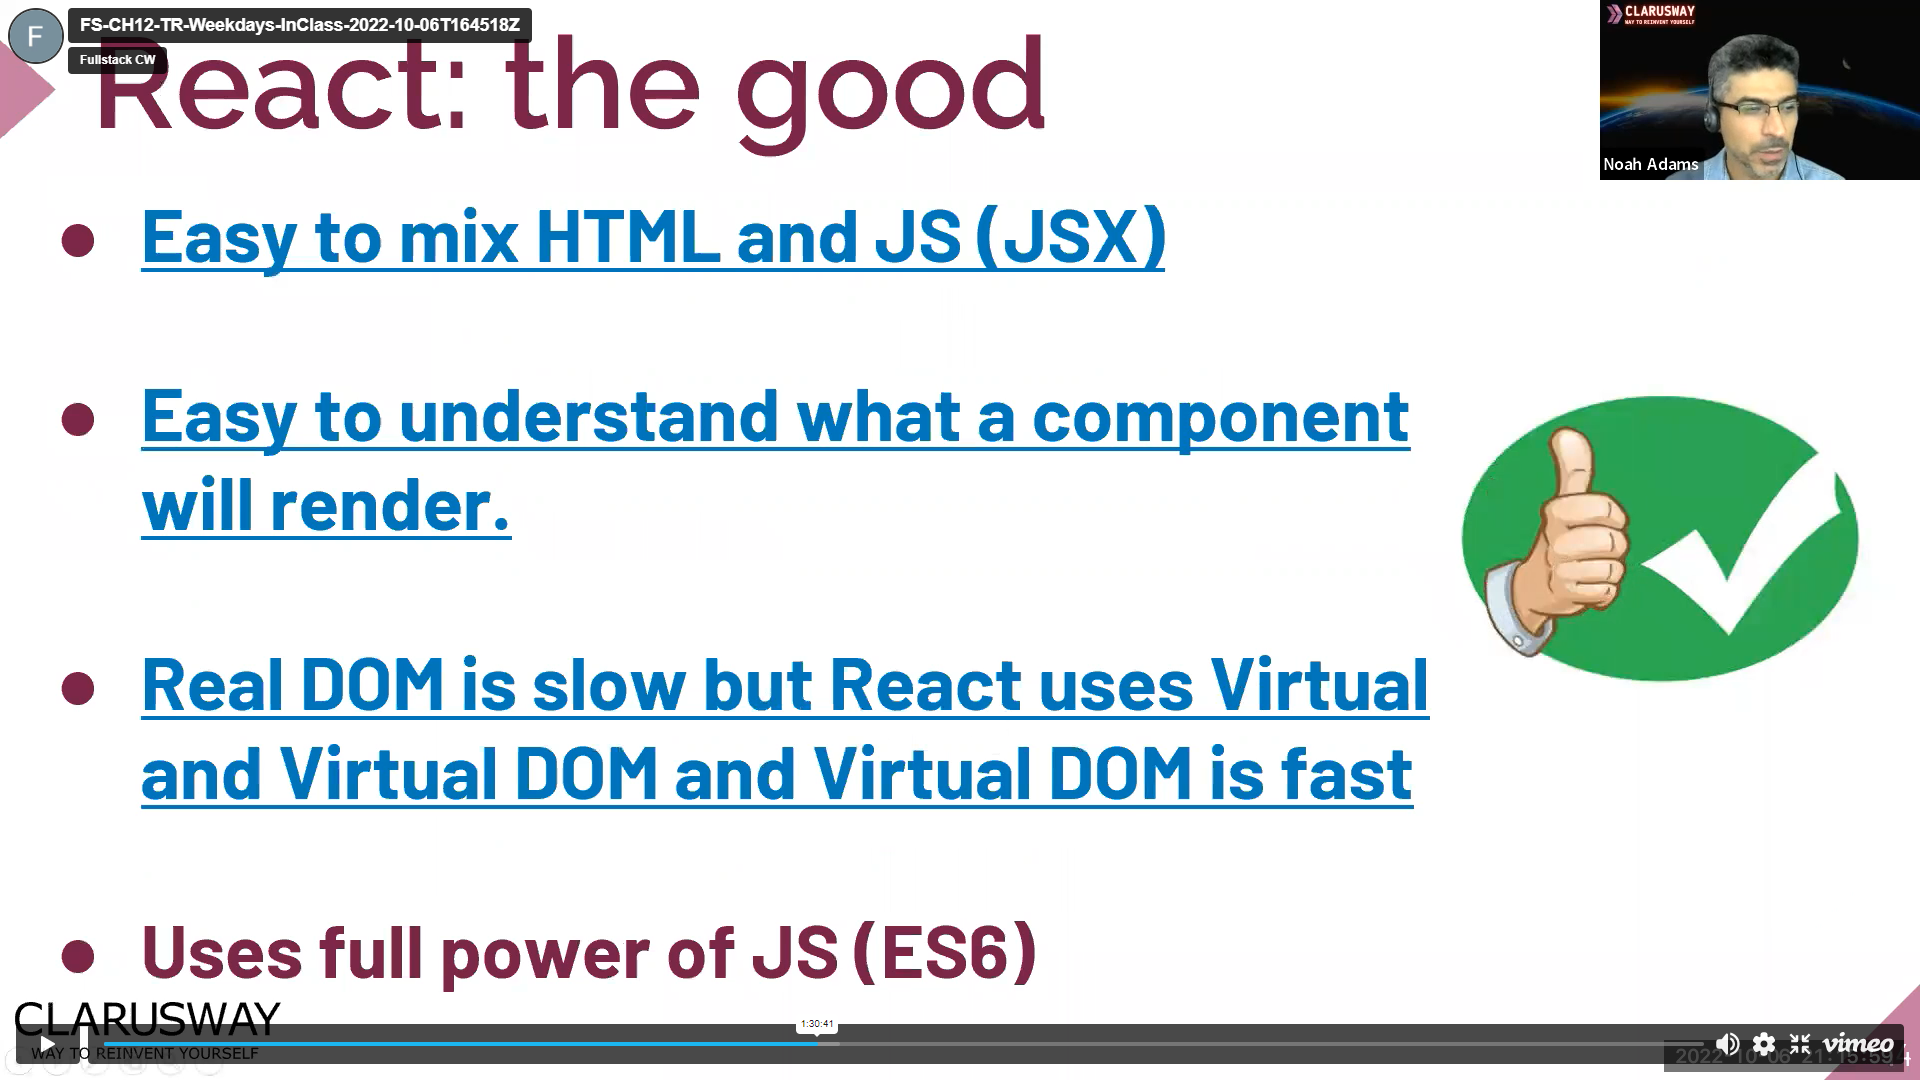 FS-CH12-TR-Weekdays-InClass-2022-10-06T164518Z
F
Fullstack CW
React: the good
CLARUSWAY
WAY TO REINVENT YOURSELF
Noah Adams
Easy to mix HTML and JS (JSX)
Easy to understand what a component
will render.
Real DOM is slow but React uses Virtual
and Virtual DOM and Virtual DOM is fast
Uses full power of JS (ES6)
CLARUSWAY
WAY TO REINVENT YOURSELF
1:30:41
vimeo
2022-10-06 21:15:59